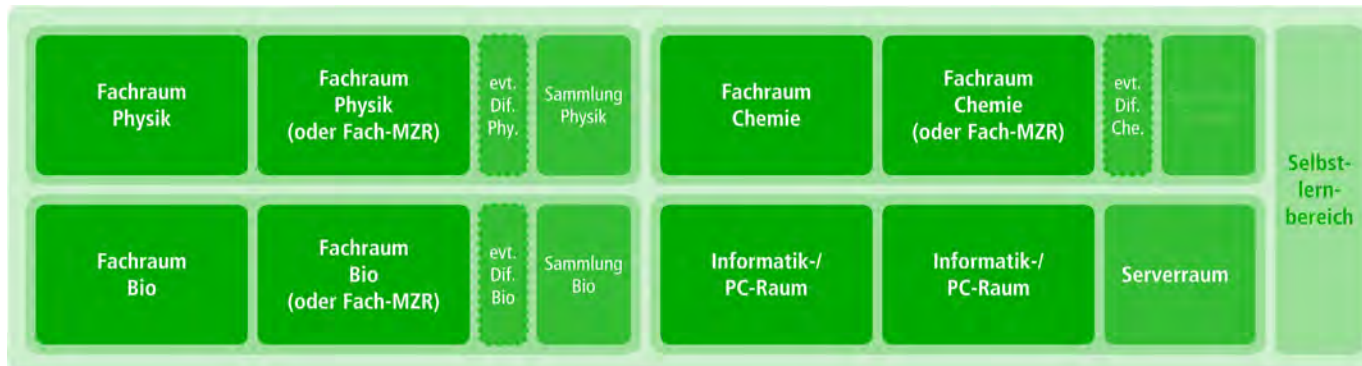 Fachraum
Physik
Fachraum
Physik
(oder Fach-MZR)
evt.
Dif.
Phy.
Sammlung
Physik
Fachraum
Chemie
Fachraum
Chemie
(oder Fach-MZR)
evt.
Dif.
Che.
Selbst-
lern-
bereich
Fachraum
Bio
Fachraum
Bio
(oder Fach-MZR)
evt.
Dif.
Bio
Sammlung
Bio
Informatik-/
PC-Raum
Informatik-/
PC-Raum
Serverraum